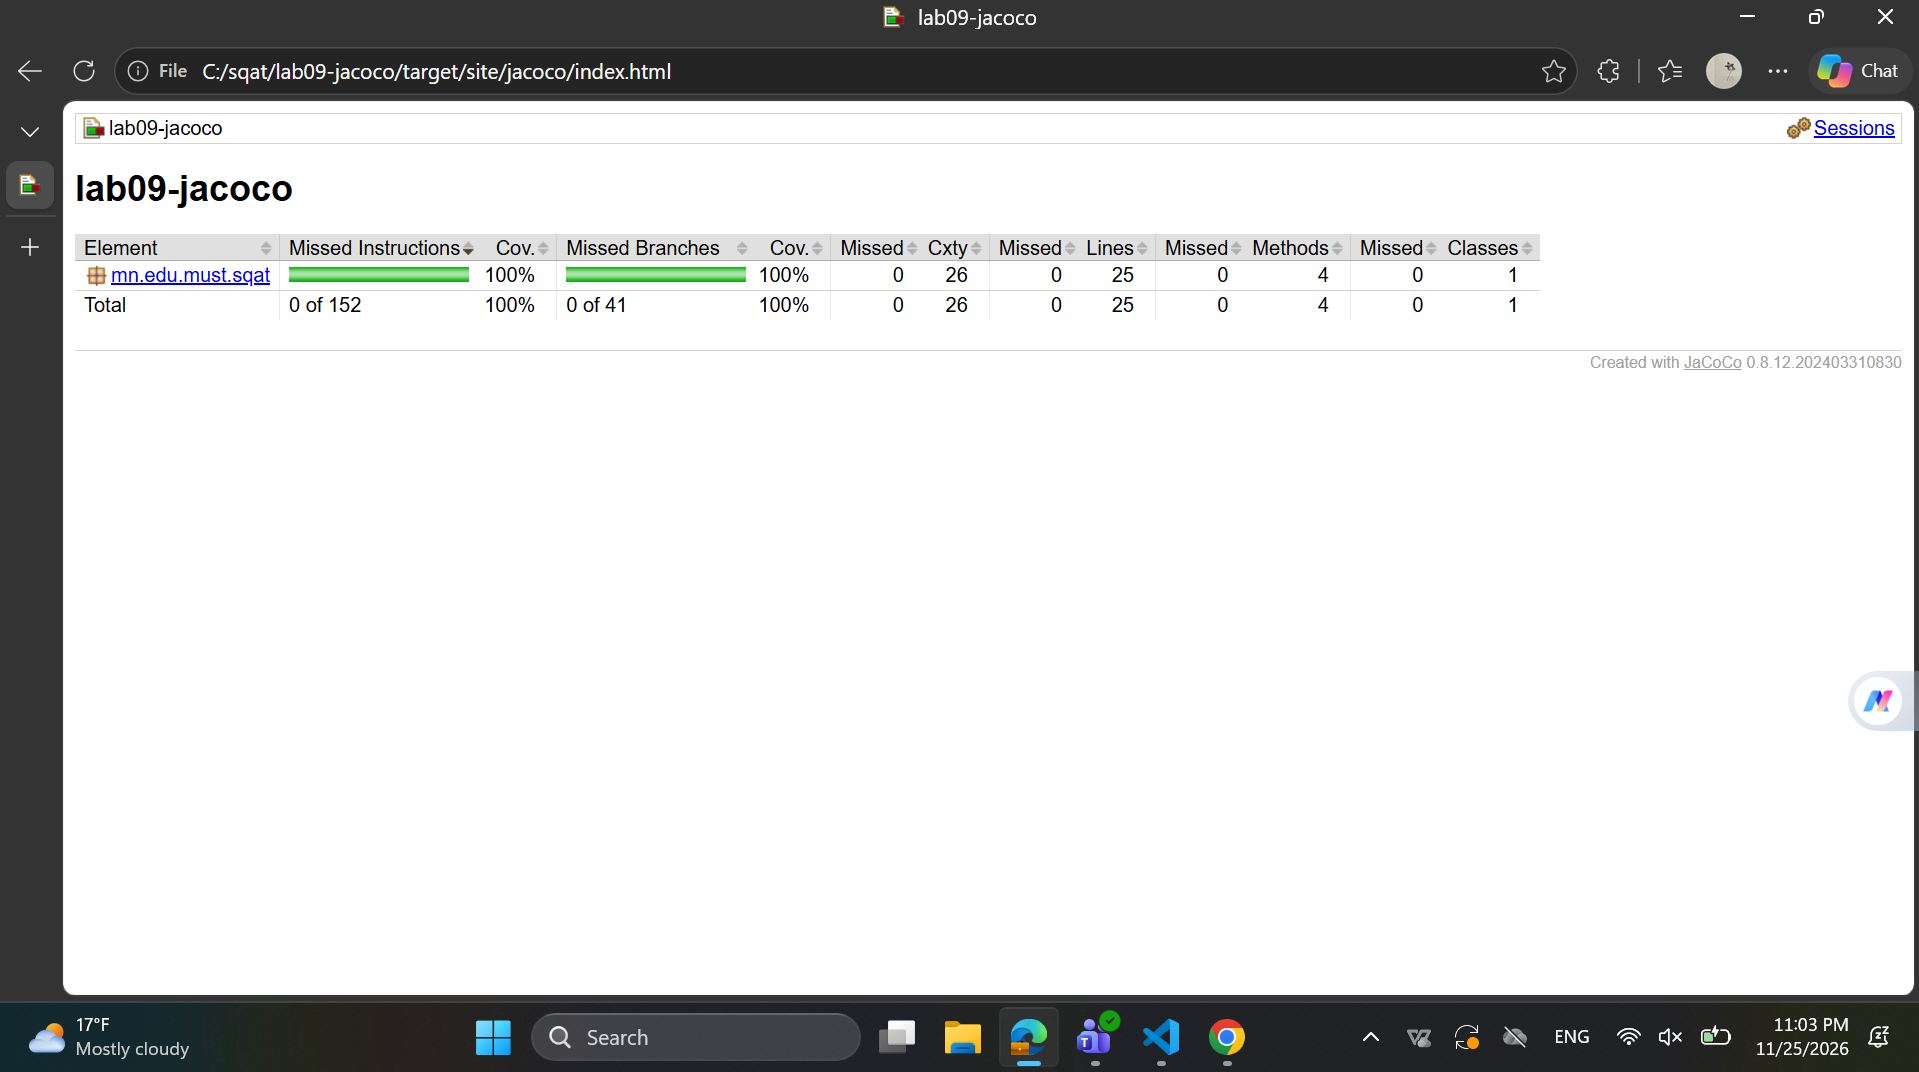 lab09-jacoco
File C:/sqat/lab09-jacoco/target/site/jacoco/index.html
Chat
lab09-jacoco Sessions
lab09-jacoco
Element Missed Instructions Cov. Missed Branches Cov. Missed Cxty Missed Lines Missed Methods Missed Classes
mn.edu.must.sqat 100% 100% 0 26 0 25 0 4 0 1
Total 0 of 152 100% 0 of 41 100% 0 26 0 25 0 4 0 1
Created with JaCoCo 0.8.12.202403310830
17°F
Mostly cloudy
Search
ENG
11:03 PM
11/25/2026